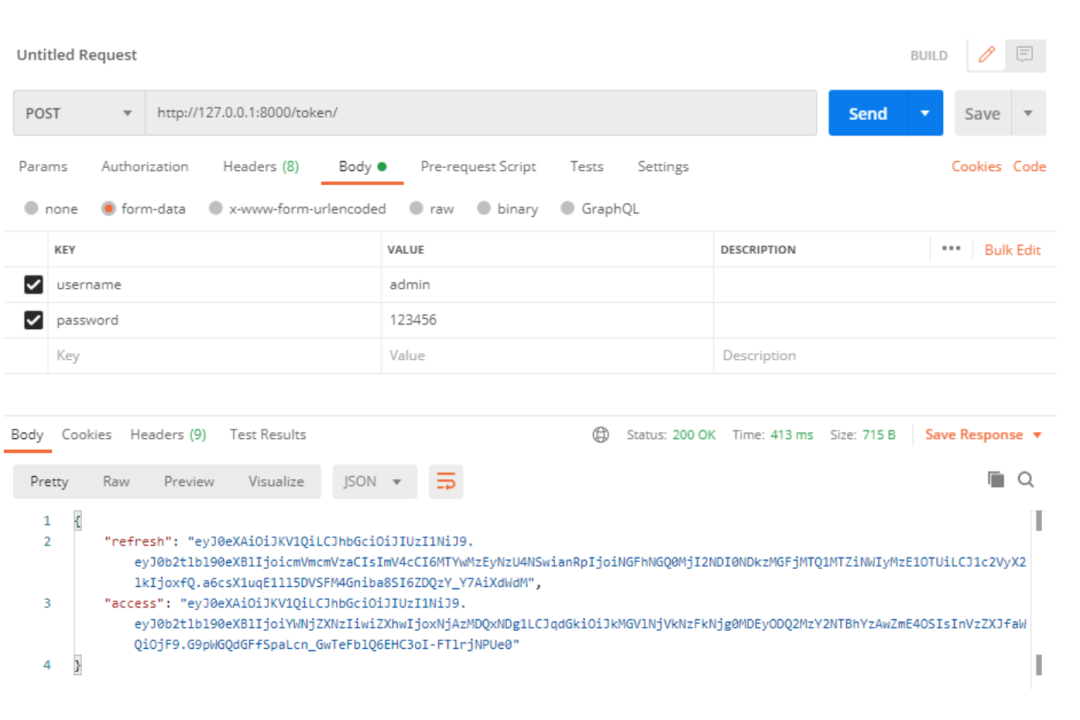 Untitled Request BUILD
POST http://127.0.0.1:8000/token/ Send Save
Params Authorization Headers (8) Body Pre-request Script Tests Settings Cookies Code
none form-data x-www-form-urlencoded raw binary GraphQL
KEY VALUE DESCRIPTION ••• Bulk Edit
username admin
password 123456
Key Value Description
Body Cookies Headers (9) Test Results Status: 200 OK Time: 413 ms Size: 715 B Save Response
Pretty Raw Preview Visualize JSON
1 {
2 "refresh": "eyJ0eXAiOiJKV1QiLCJhbGciOiJIUzI1NiJ9.
eyJ0b2tlbl90eXBlIjoicmVmcmVzaCIsImV4cCI6MTYwMzEyNzU4NSwianRpIjoiNGFhNGQ0MjI2NDI0NDkzMGFjMTQ1MTZiNWIyMzE1OTUiLCJ1c2VyX2
lkIjoxfQ.a6csX1uqE1l15DVSFM4Gniba8SI6ZDQzY_Y7AiXdWdM",
3 "access": "eyJ0eXAiOiJKV1QiLCJhbGciOiJIUzI1NiJ9.
eyJ0b2tlbl90eXBlIjoiYWNjZXNzIiwiZXhwIjoxNjAzMDQxNDg1LCJqdGkiOiJkMGVlNjVkNzFkNjg0MDEyODQ2MzY2NTBhYzAwZmE4OSIsInVzZXJfaW
QiOjF9.G9pWGQdGFfSpaLcn_GwTeFblQ6EHC3oI-FTlrjNPUe0"
4 }